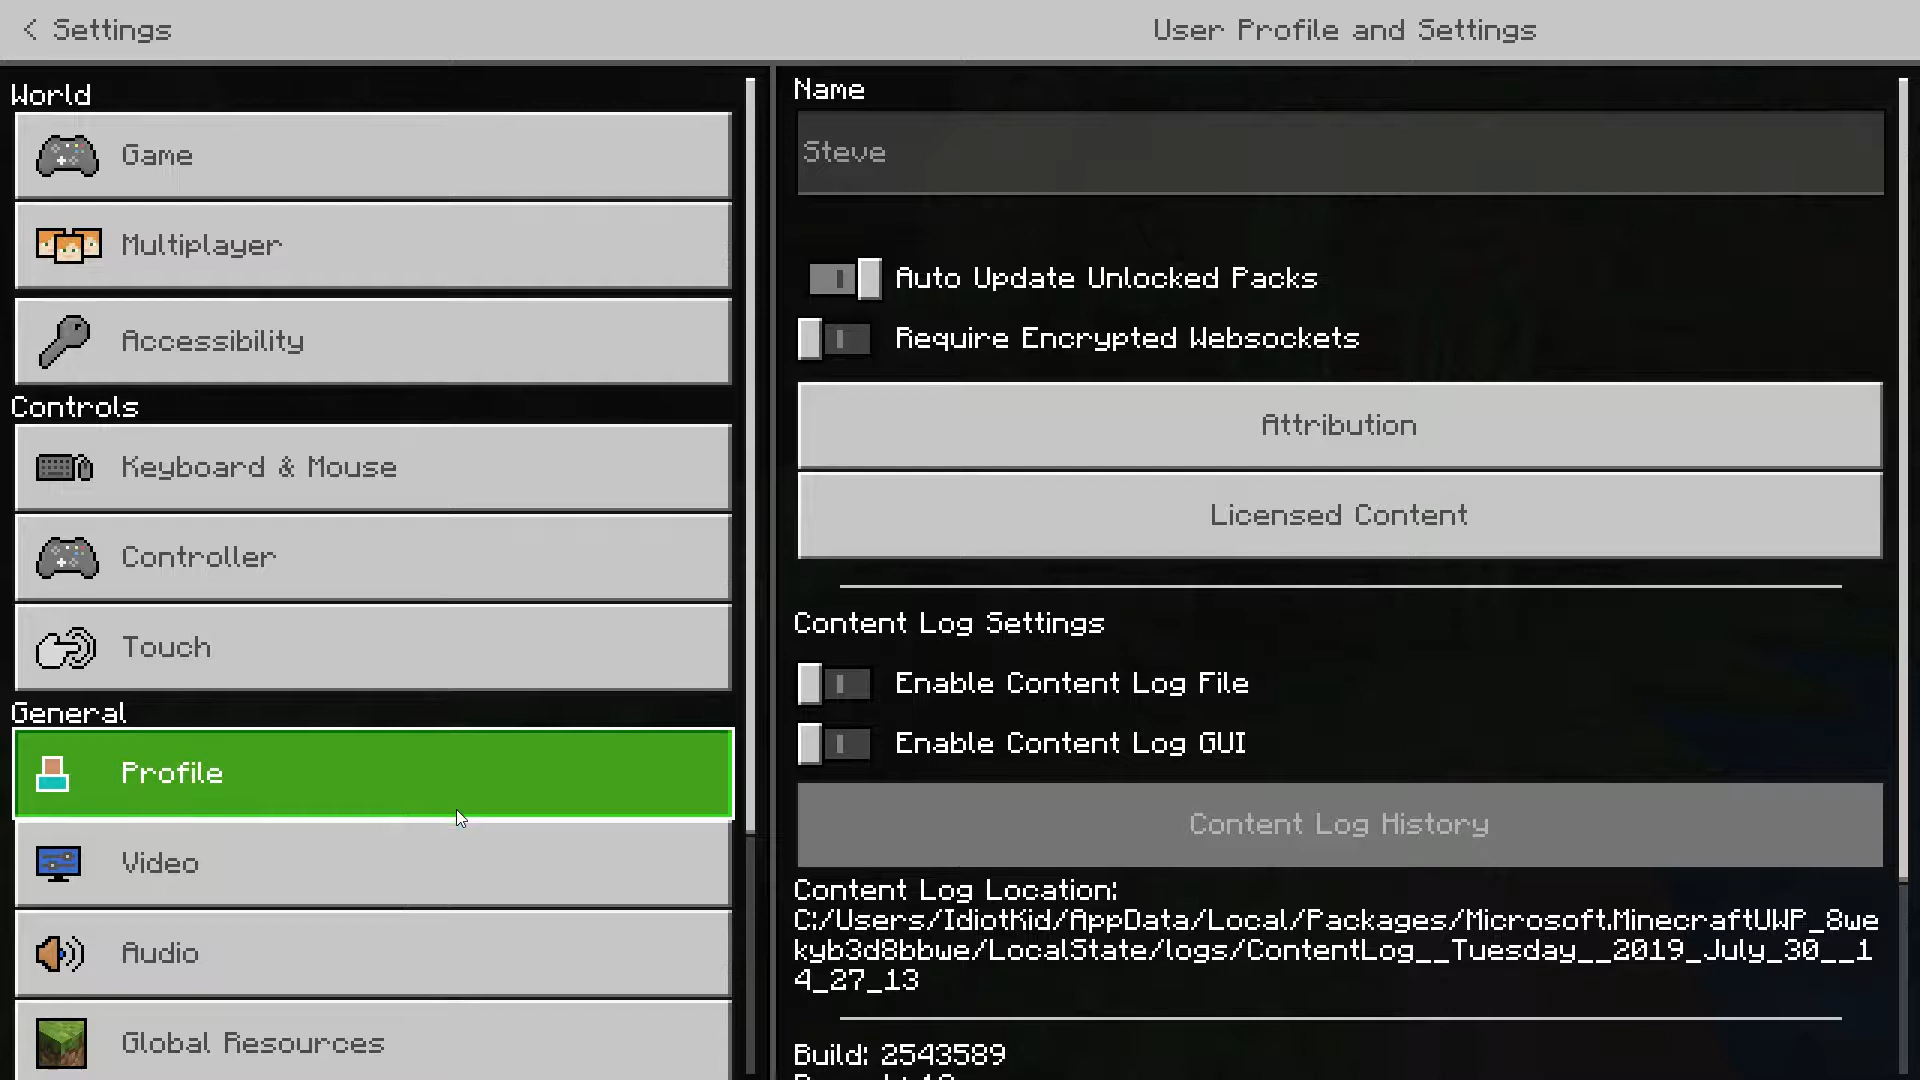 Settings
User Profile and Settings
World
Game
Multiplayer
Accessibility
Controls
Keyboard & Mouse
Controller
Touch
General
Profile
Video
Audio
Global Resources
Name
Steve
Auto Update Unlocked Packs
Require Encrypted Websockets
Attribution
Licensed Content
Content Log Settings
Enable Content Log File
Enable Content Log GUI
Content Log History
Content Log Location:
C:/Users/IdiotKid/AppData/Local/Packages/Microsoft.MinecraftUWP_8we
kyb3d8bbwe/LocalState/logs/ContentLog__Tuesday__2019_July_30__1
4_27_13
Build: 2543589